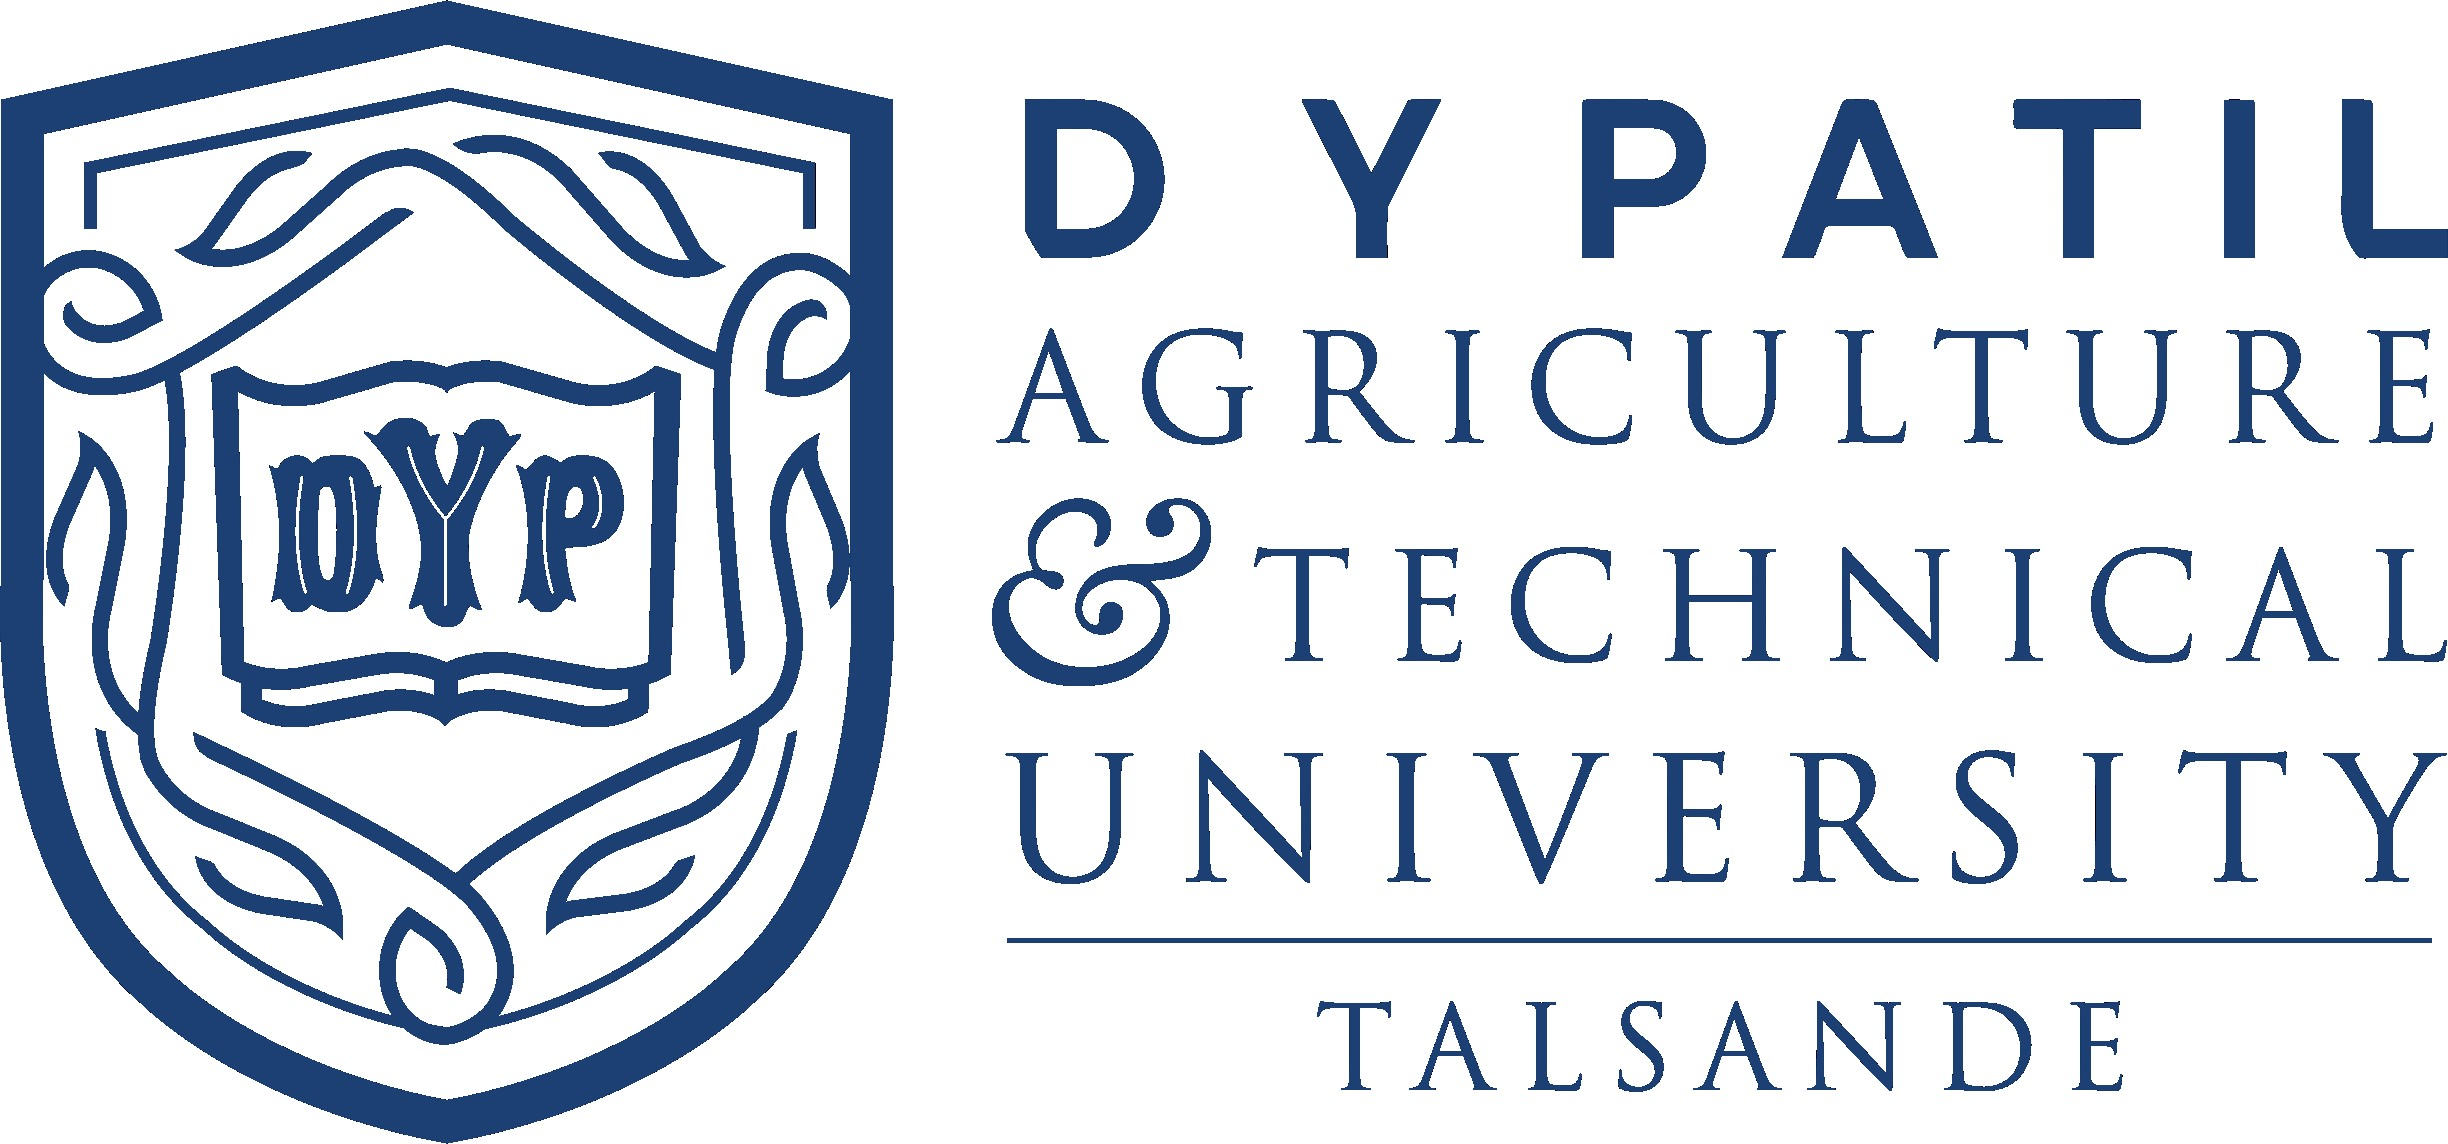 DYP
D Y PATIL
AGRICULTURE
& TECHNICAL
UNIVERSITY
TALSANDE